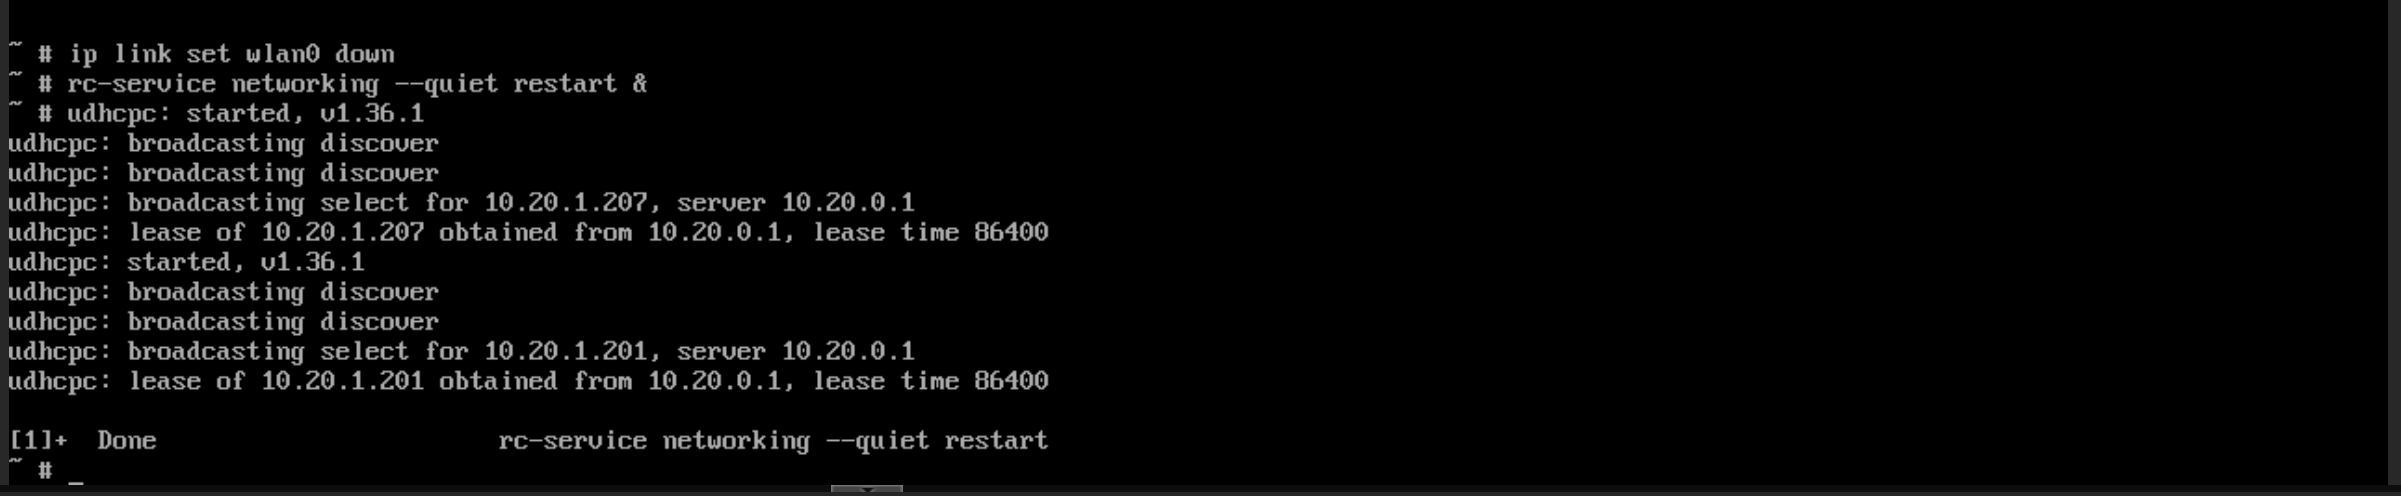 ~ # ip link set wlan0 down
~ # rc-service networking --quiet restart &
~ # udhcpc: started, v1.36.1
udhcpc: broadcasting discover
udhcpc: broadcasting discover
udhcpc: broadcasting select for 10.20.1.207, server 10.20.0.1
udhcpc: lease of 10.20.1.207 obtained from 10.20.0.1, lease time 86400
udhcpc: started, v1.36.1
udhcpc: broadcasting discover
udhcpc: broadcasting discover
udhcpc: broadcasting select for 10.20.1.201, server 10.20.0.1
udhcpc: lease of 10.20.1.201 obtained from 10.20.0.1, lease time 86400
[1]+  Done                       rc-service networking --quiet restart
~ # _